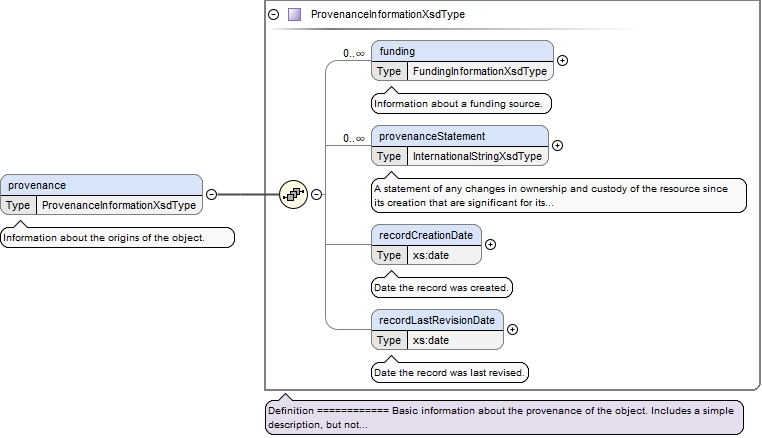 ProvenanceInformationXsdType
0..∞
funding
Type FundingInformationXsdType
Information about a funding source.
0..∞
provenanceStatement
Type InternationalStringXsdType
A statement of any changes in ownership and custody of the resource since
its creation that are significant for its...
provenance
Type ProvenanceInformationXsdType
Information about the origins of the object.
recordCreationDate
Type xs:date
Date the record was created.
recordLastRevisionDate
Type xs:date
Date the record was last revised.
Definition ============ Basic information about the provenance of the object. Includes a simple
description, but not...